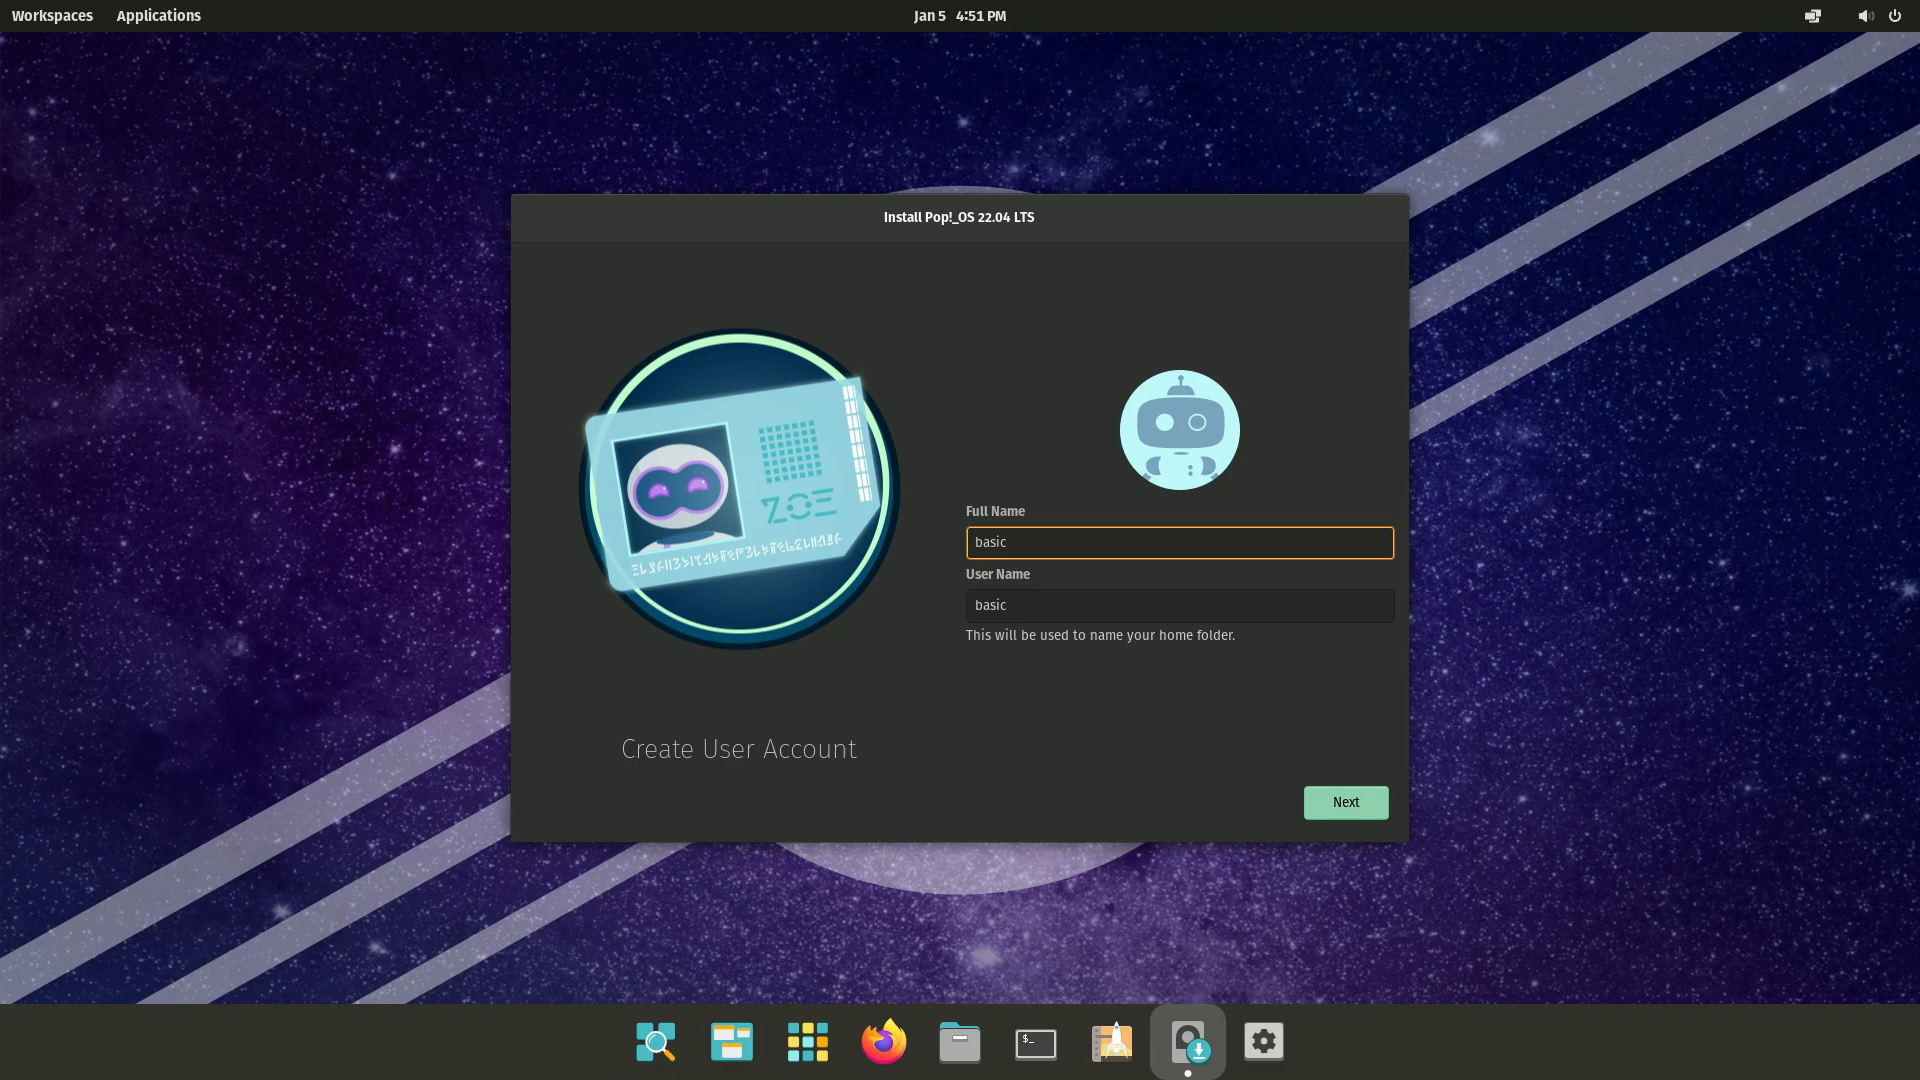 Workspaces Applications Jan 5 4:51 PM
Install Pop!_OS 22.04 LTS
ZOE
Full Name
basic
User Name
basic
This will be used to name your home folder.
Create User Account
Next
$_